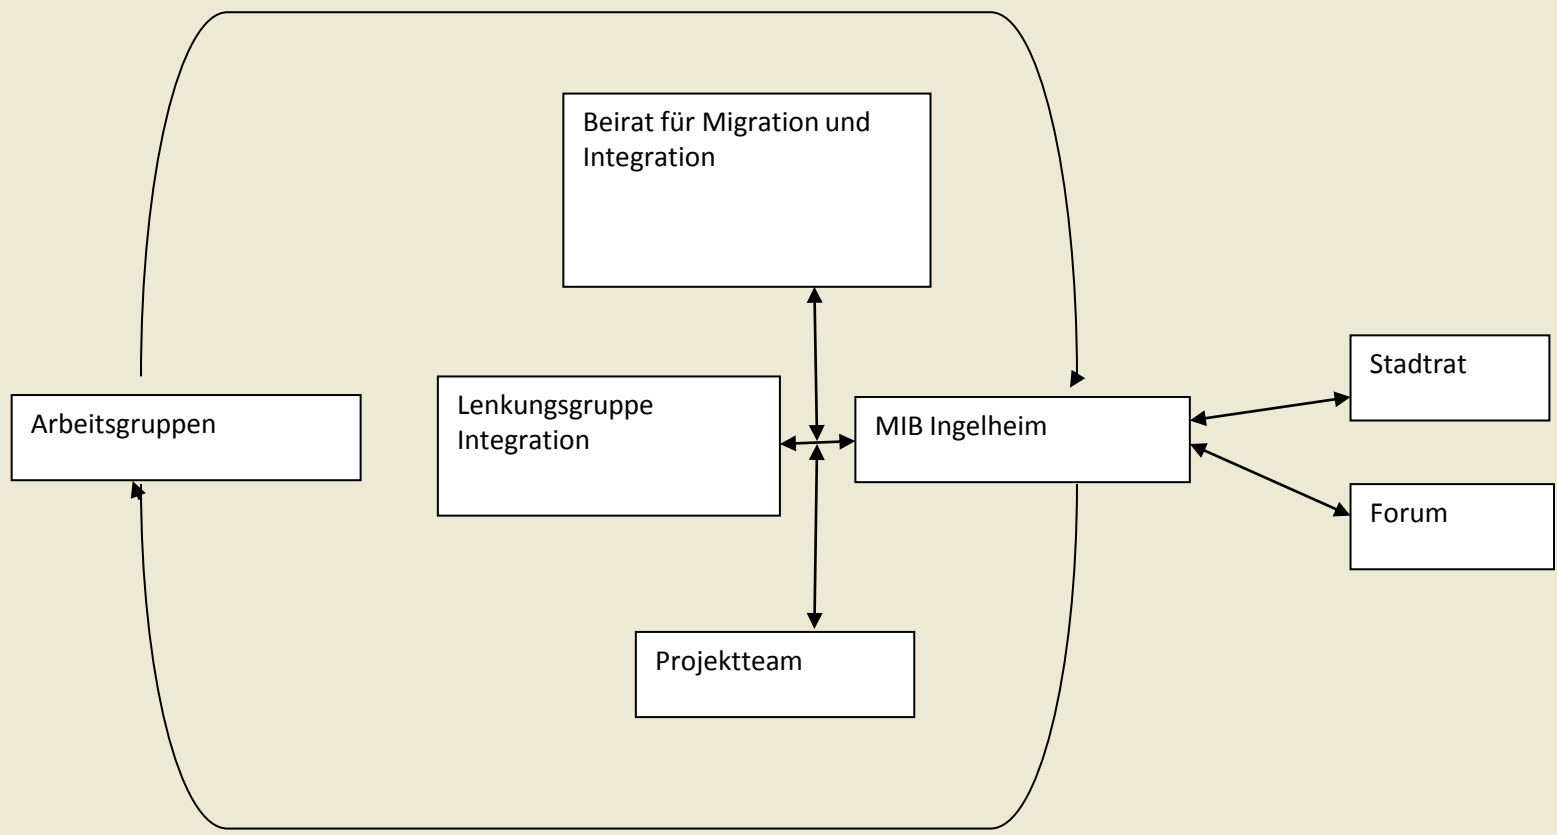 Beirat für Migration und
Integration
Stadtrat
Arbeitsgruppen
Lenkungsgruppe
Integration
MIB Ingelheim
Forum
Projektteam